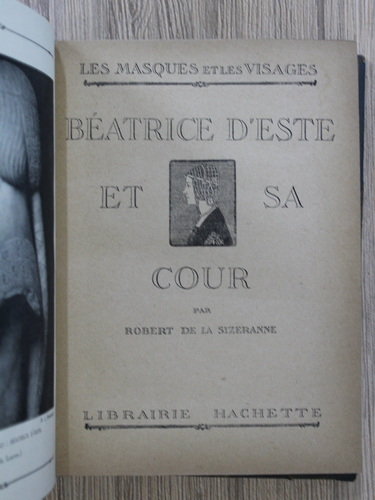 LES MASQUES ET LES VISAGES
BÉATRICE D'ESTE
ET SA
COUR
PAR
ROBERT DE LA SIZERANNE
LIBRAIRIE HACHETTE